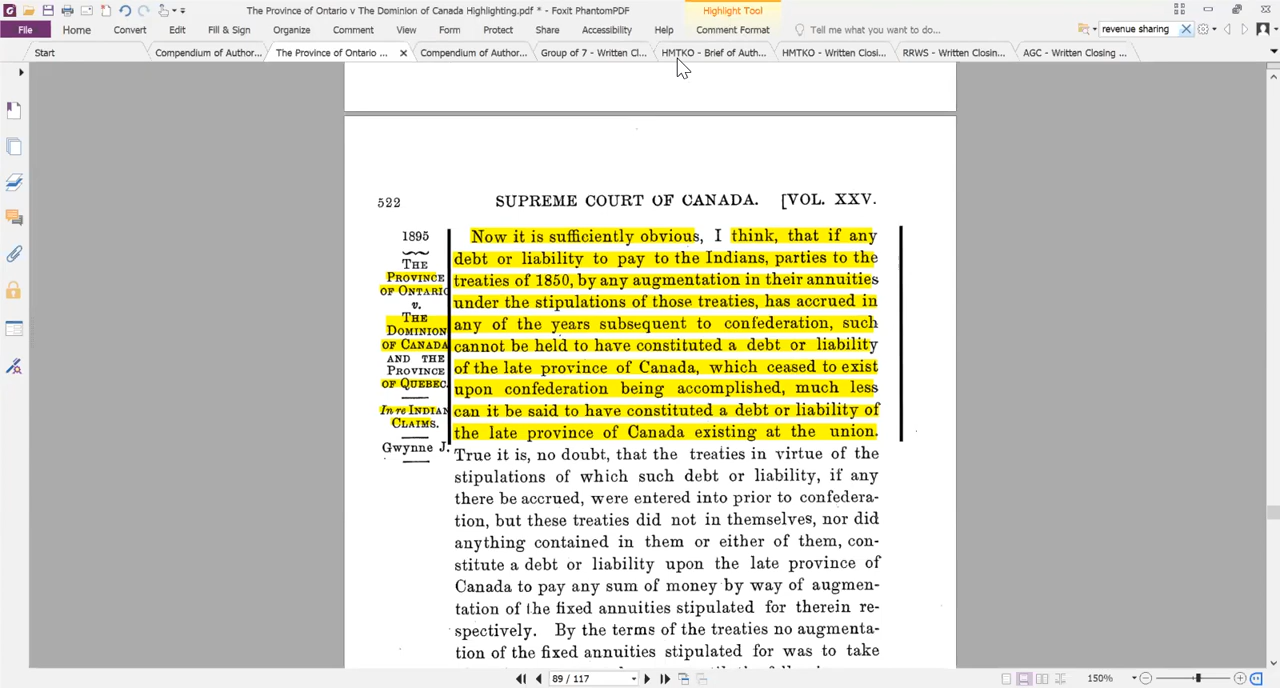 The Province of Ontario v The Dominion of Canada Highlighting.pdf * - Foxit PhantomPDF
Highlight Tool
File
Home
Convert
Edit
Fill & Sign
Organize
Comment
View
Form
Protect
Share
Accessibility
Help
Comment Format
Tell me what you want to do...
revenue sharing
Start
Compendium of Author...
The Province of Ontario ...
Compendium of Author...
Group of 7 - Written Cl...
HMTKO - Brief of Auth...
HMTKO - Written Closi...
RRWS - Written Closin...
AGC - Written Closing ...
522 SUPREME COURT OF CANADA. [VOL. XXV.
1895
THE
PROVINCE
OF ONTARIO
v.
THE
DOMINION
OF CANADA
AND THE
PROVINCE
OF QUEBEC.
In re INDIAN
CLAIMS.
Gwynne J.
Now it is sufficiently obvious, I think, that if any
debt or liability to pay to the Indians, parties to the
treaties of 1850, by any augmentation in their annuities
under the stipulations of those treaties, has accrued in
any of the years subsequent to confederation, such
cannot be held to have constituted a debt or liability
of the late province of Canada, which ceased to exist
upon confederation being accomplished, much less
can it be said to have constituted a debt or liability of
the late province of Canada existing at the union.
True it is, no doubt, that the treaties in virtue of the
stipulations of which such debt or liability, if any
there be accrued, were entered into prior to confedera-
tion, but these treaties did not in themselves, nor did
anything contained in them or either of them, con-
stitute a debt or liability upon the late province of
Canada to pay any sum of money by way of augmen-
tation of the fixed annuities stipulated for therein re-
spectively. By the terms of the treaties no augmenta-
tion of the fixed annuities stipulated for was to take
89 / 117
150%